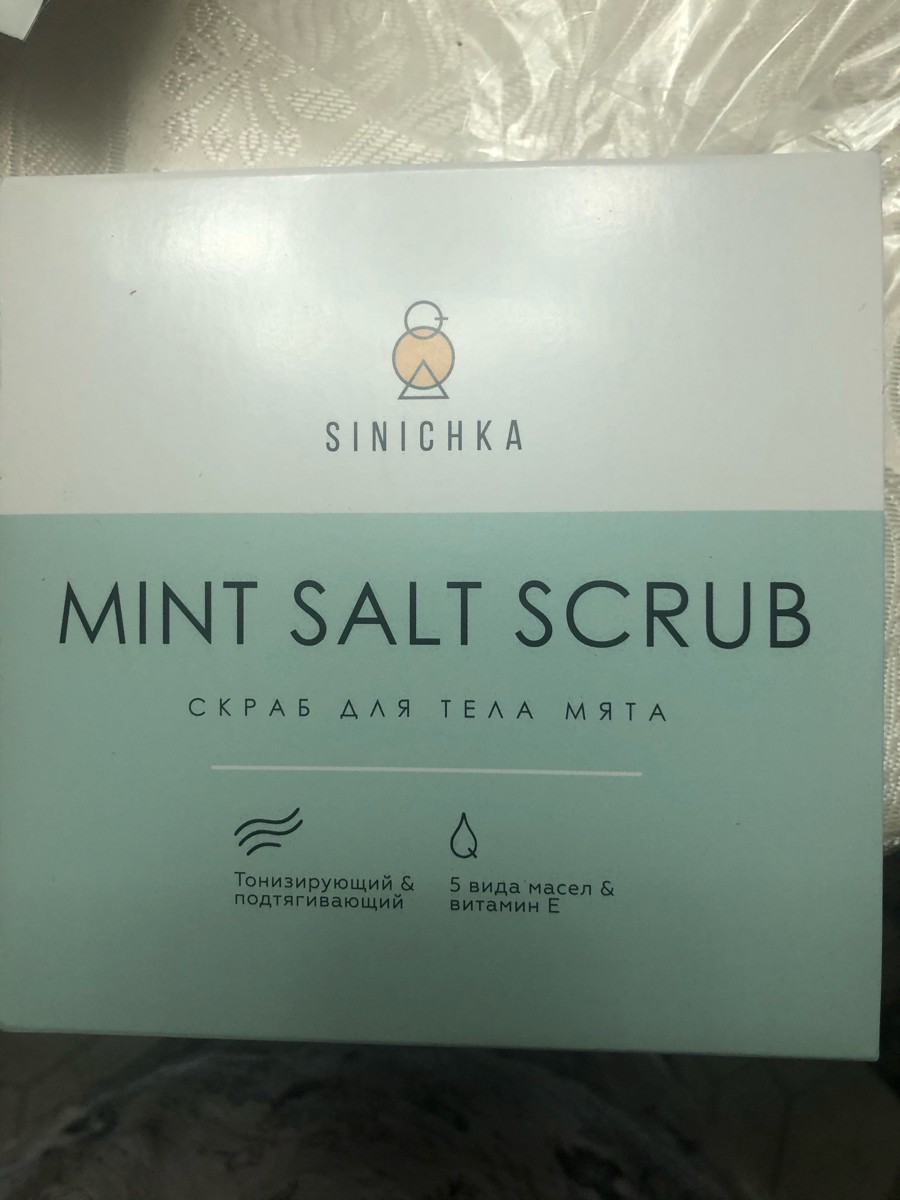 SINICHKA
MINT SALT SCRUB
СКРАБ ДЛЯ ТЕЛА МЯТА
Тонизирующий &
подтягивающий
5 вида масел &
витамин Е